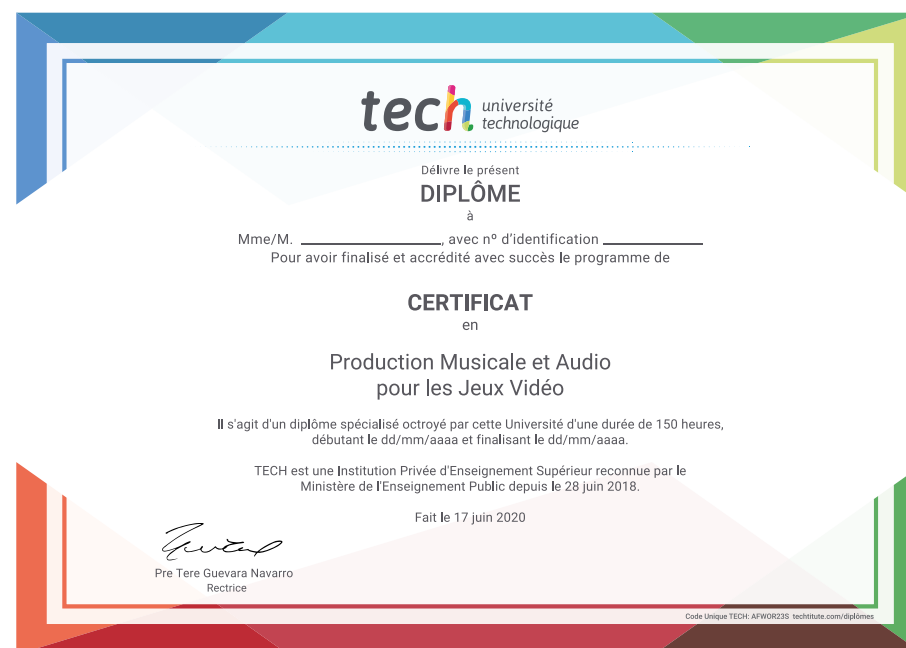 tech université
technologique
Délivre le présent
DIPLÔME
à
Mme/M. ____________________, avec nº d'identification ______________
Pour avoir finalisé et accrédité avec succès le programme de
CERTIFICAT
en
Production Musicale et Audio
pour les Jeux Vidéo
Il s'agit d'un diplôme spécialisé octroyé par cette Université d'une durée de 150 heures,
débutant le dd/mm/aaaa et finalisant le dd/mm/aaaa.
TECH est une Institution Privée d'Enseignement Supérieur reconnue par le
Ministère de l'Enseignement Public depuis le 28 juin 2018.
Fait le 17 juin 2020
Pre Tere Guevara Navarro
Rectrice
Code Unique TECH: AFWOR23S techtitute.com/diplômes